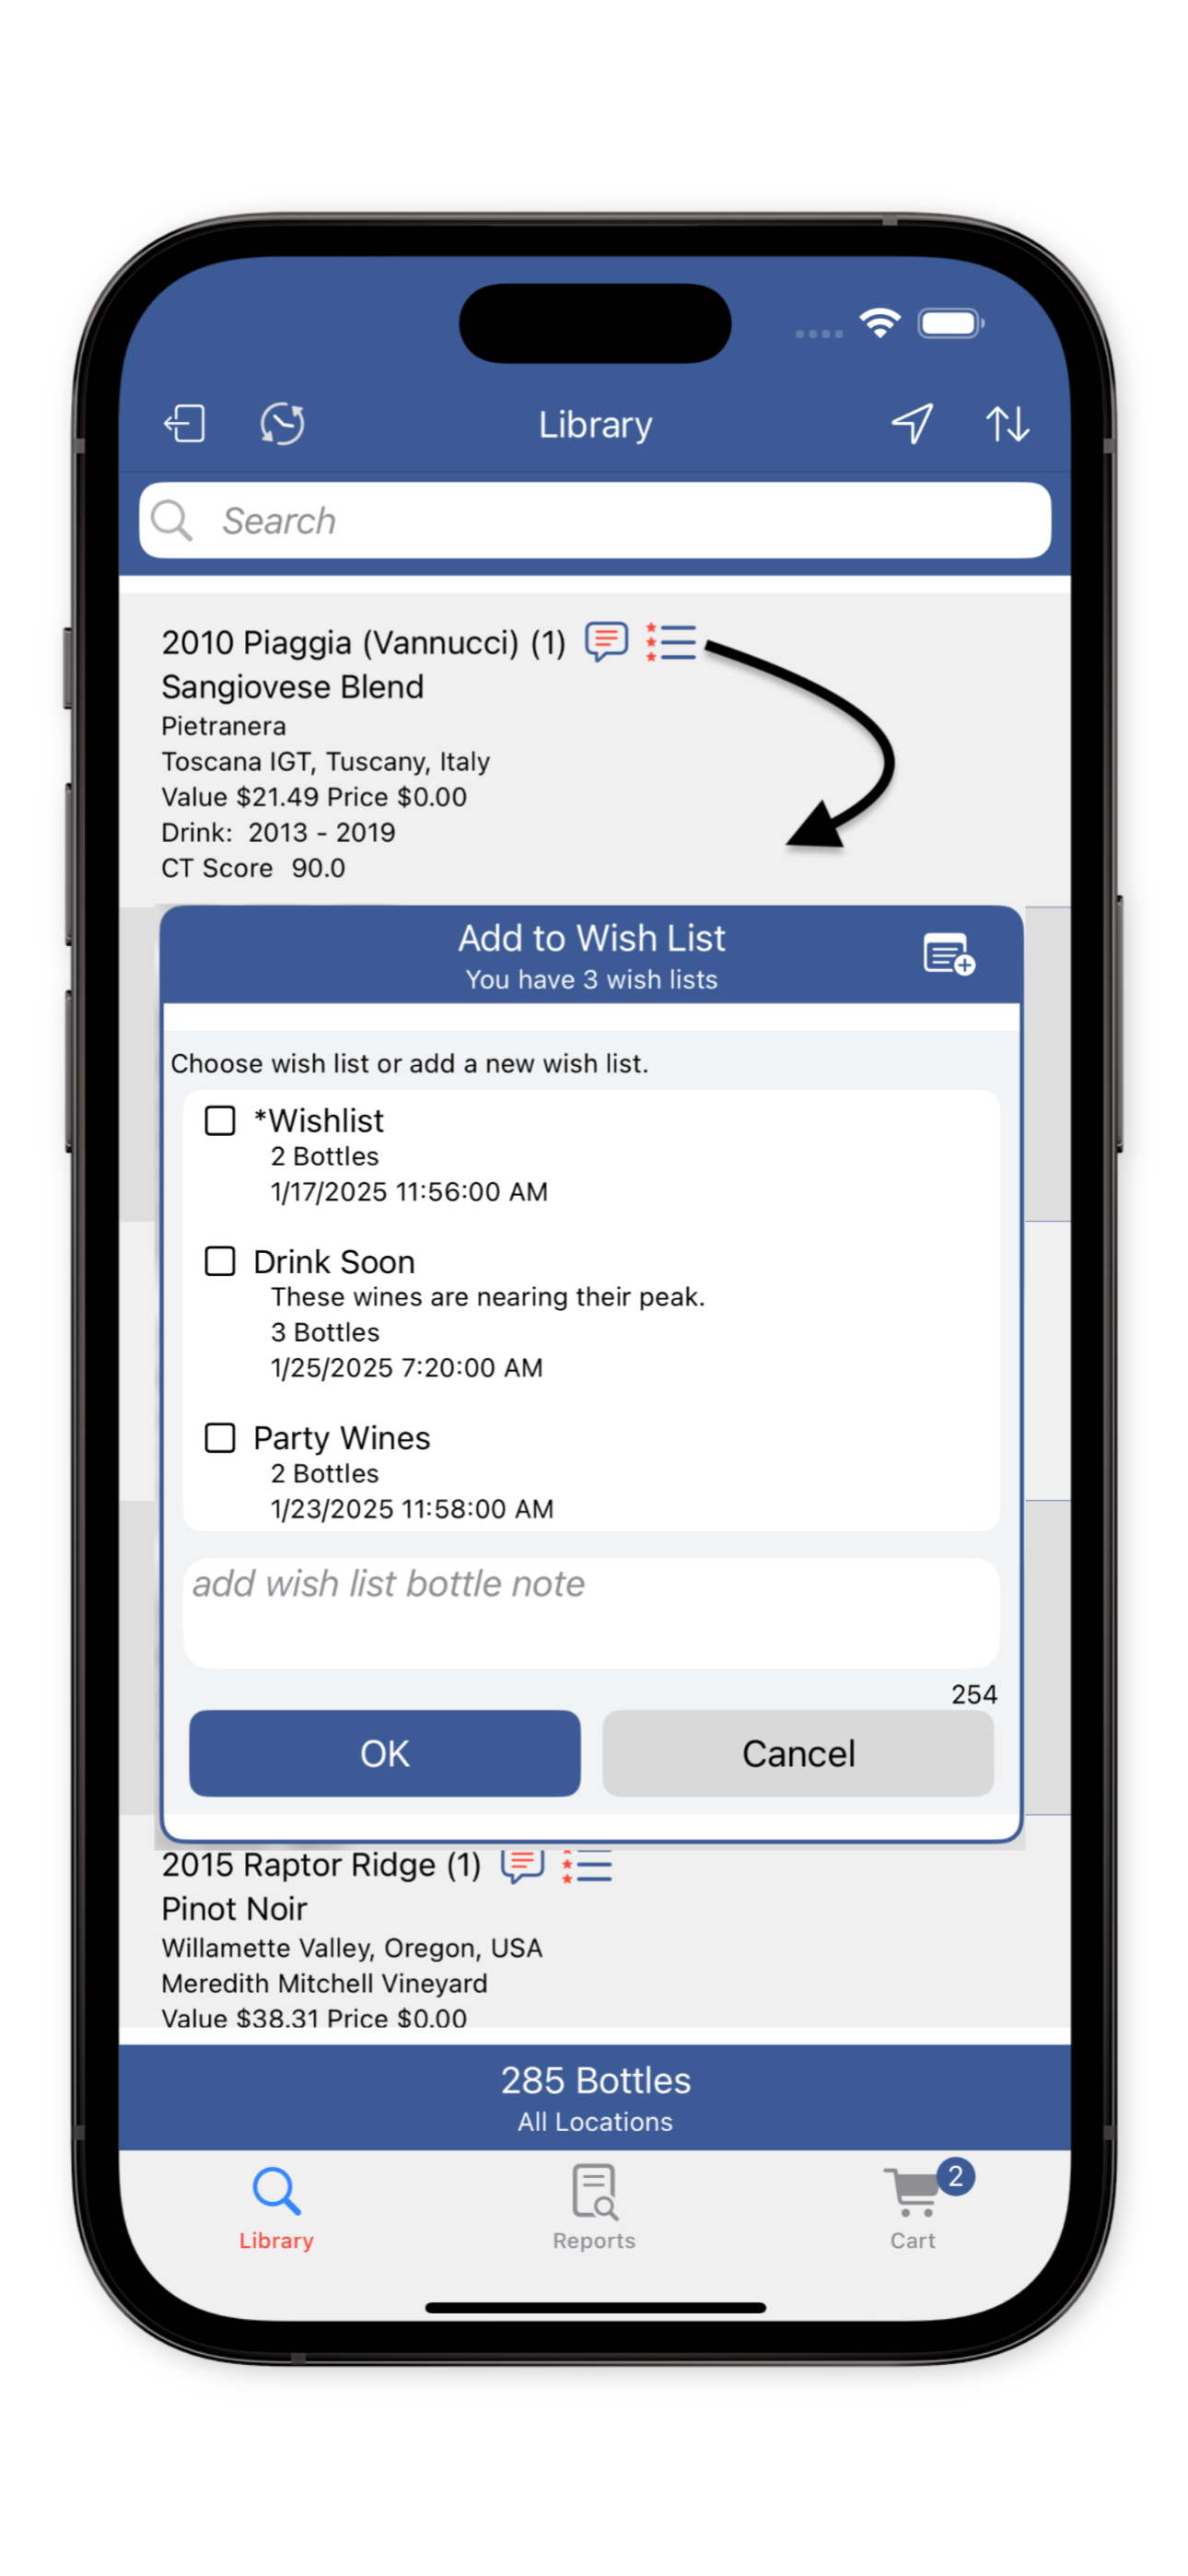 Library
Search
2010 Piaggia (Vannucci) (1)
Sangiovese Blend
Pietranera
Toscana IGT, Tuscany, Italy
Value $21.49 Price $0.00
Drink:  2013 - 2019
CT Score  90.0
Add to Wish List
You have 3 wish lists
Choose wish list or add a new wish list.
*Wishlist
2 Bottles
1/17/2025 11:56:00 AM
Drink Soon
These wines are nearing their peak.
3 Bottles
1/25/2025 7:20:00 AM
Party Wines
2 Bottles
1/23/2025 11:58:00 AM
add wish list bottle note
254
OK Cancel
2015 Raptor Ridge (1)
Pinot Noir
Willamette Valley, Oregon, USA
Meredith Mitchell Vineyard
Value $38.31 Price $0.00
285 Bottles
All Locations
2
Library Reports Cart